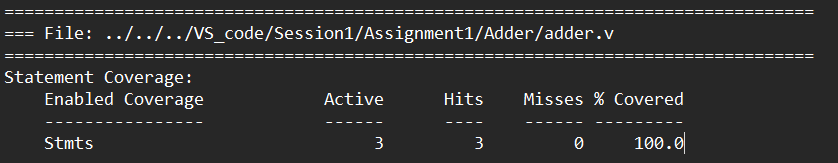 ================================================================================
=== File: ../../../VS_code/Session1/Assignment1/Adder/adder.v
================================================================================
Statement Coverage:
    Enabled Coverage            Active      Hits    Misses % Covered
    ----------------            ------      ----    ------ ---------
    Stmts                            3         3         0     100.0